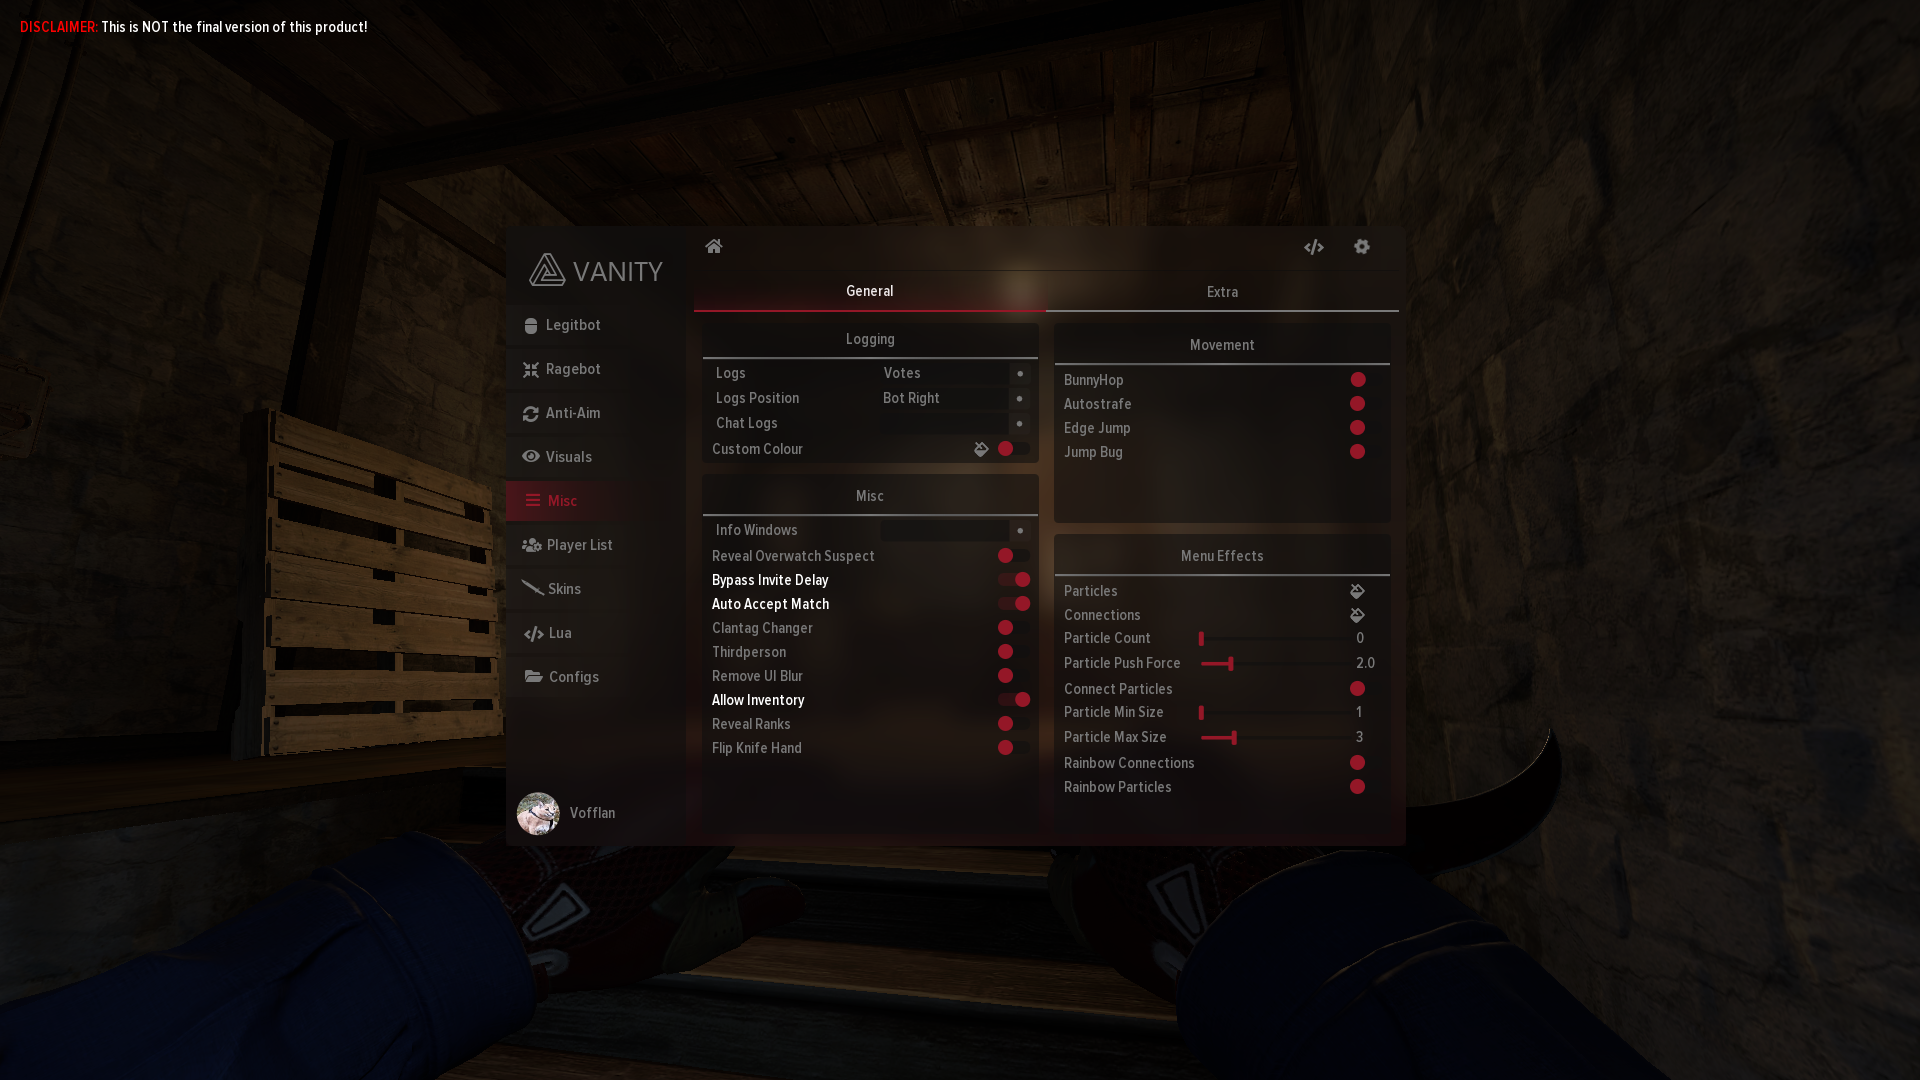 DISCLAIMER: This is NOT the final version of this product!
VANITY
Legitbot
Ragebot
Anti-Aim
Visuals
Misc
Player List
Skins
Lua
Configs
Vofflan
General
Extra
Logging
Logs Votes
Logs Position Bot Right
Chat Logs
Custom Colour
Misc
Info Windows
Reveal Overwatch Suspect
Bypass Invite Delay
Auto Accept Match
Clantag Changer
Thirdperson
Remove UI Blur
Allow Inventory
Reveal Ranks
Flip Knife Hand
Movement
BunnyHop
Autostrafe
Edge Jump
Jump Bug
Menu Effects
Particles
Connections
Particle Count 0
Particle Push Force 2.0
Connect Particles
Particle Min Size 1
Particle Max Size 3
Rainbow Connections
Rainbow Particles